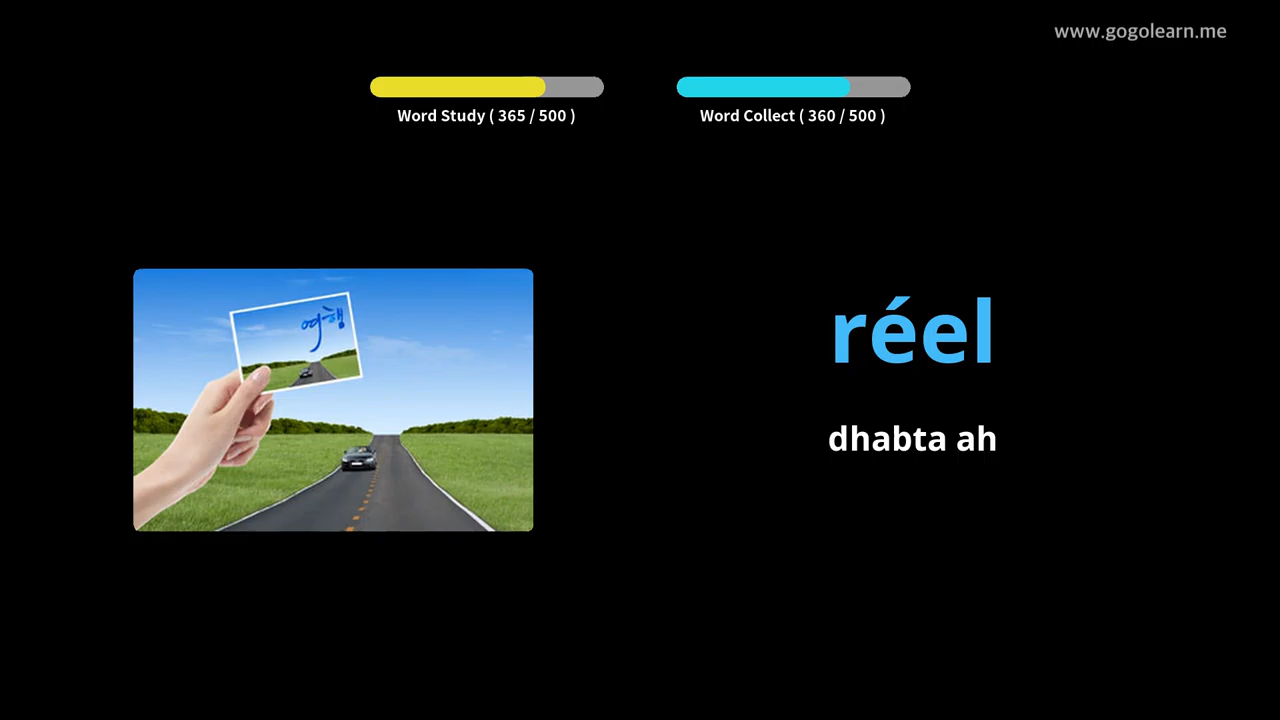 www.gogolearn.me
Word Study ( 365 / 500 )
Word Collect ( 360 / 500 )
여행
réel
dhabta ah